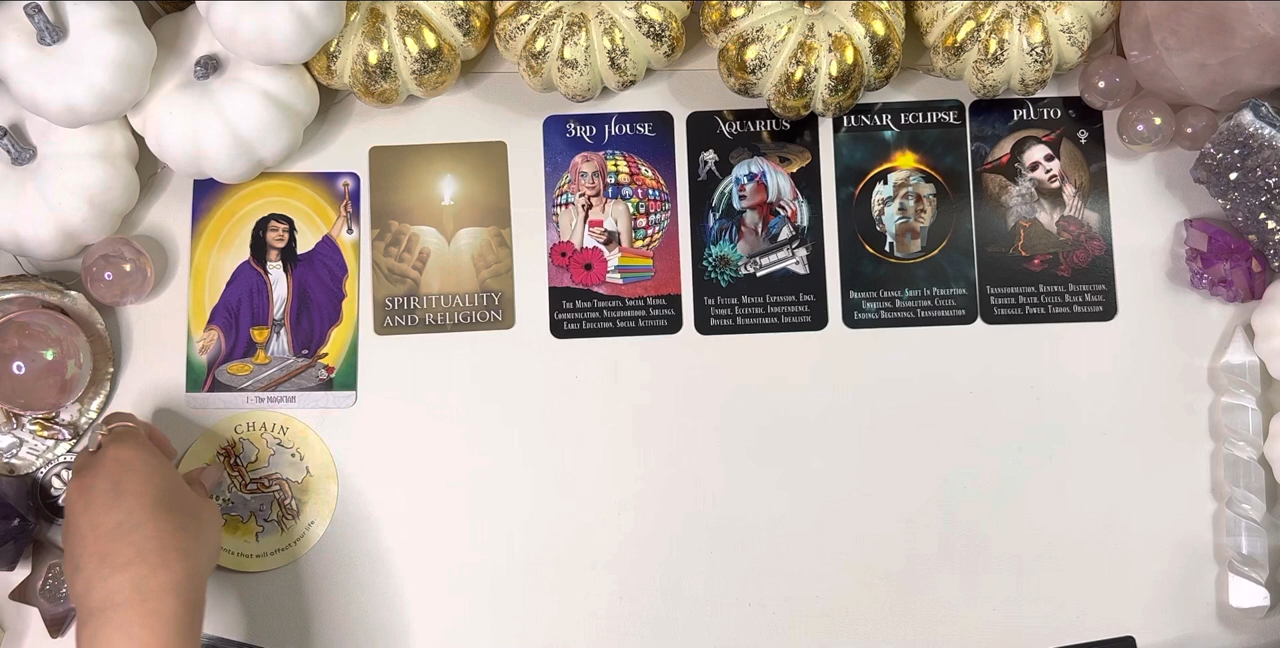 I - The MAGICIAN
SPIRITUALITY
AND RELIGION
3RD HOUSE
THE MIND/THOUGHTS, SOCIAL MEDIA,
COMMUNICATION, NEIGHBORHOOD, SIBLINGS,
EARLY EDUCATION, SOCIAL ACTIVITIES
AQUARIUS
THE FUTURE, MENTAL EXPANSION, EDGY,
UNIQUE, ECCENTRIC, INDEPENDENCE,
DIVERSE, HUMANITARIAN, IDEALISTIC
LUNAR ECLIPSE
DRAMATIC CHANGE, SHIFT IN PERCEPTION,
UNVEILING, DISSOLUTION, CYCLES,
ENDINGS/BEGINNINGS, TRANSFORMATION
PLUTO
TRANSFORMATION, RENEWAL, DESTRUCTION,
REBIRTH, DEATH, CYCLES, BLACK MAGIC,
STRUGGLE, POWER, TABOOS, OBSESSION
CHAIN
that will affect your life